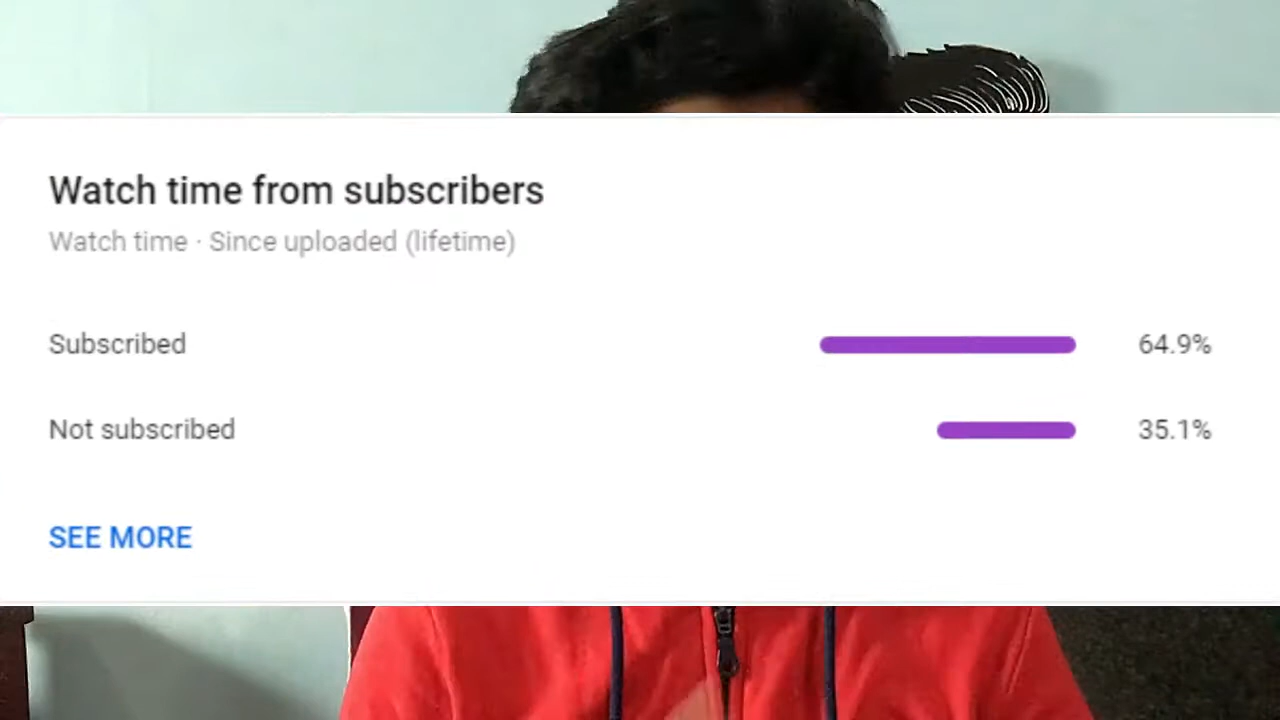 Watch time from subscribers
Watch time · Since uploaded (lifetime)
Subscribed 64.9%
Not subscribed 35.1%
SEE MORE